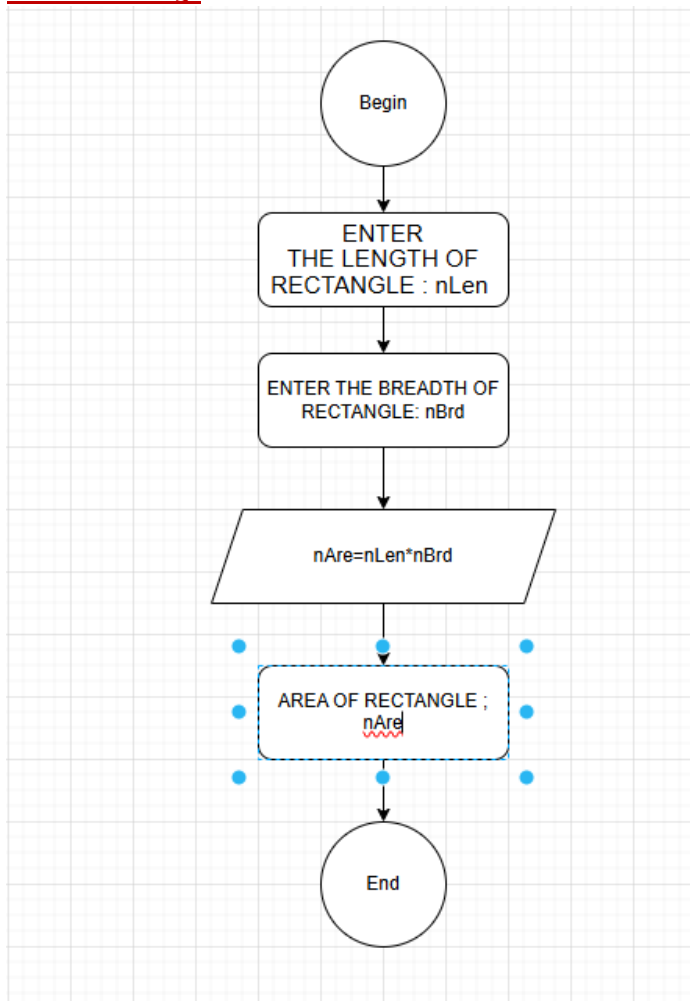 Begin
ENTER
THE LENGTH OF
RECTANGLE : nLen
ENTER THE BREADTH OF
RECTANGLE: nBrd
nAre=nLen*nBrd
AREA OF RECTANGLE ;
nAre
End